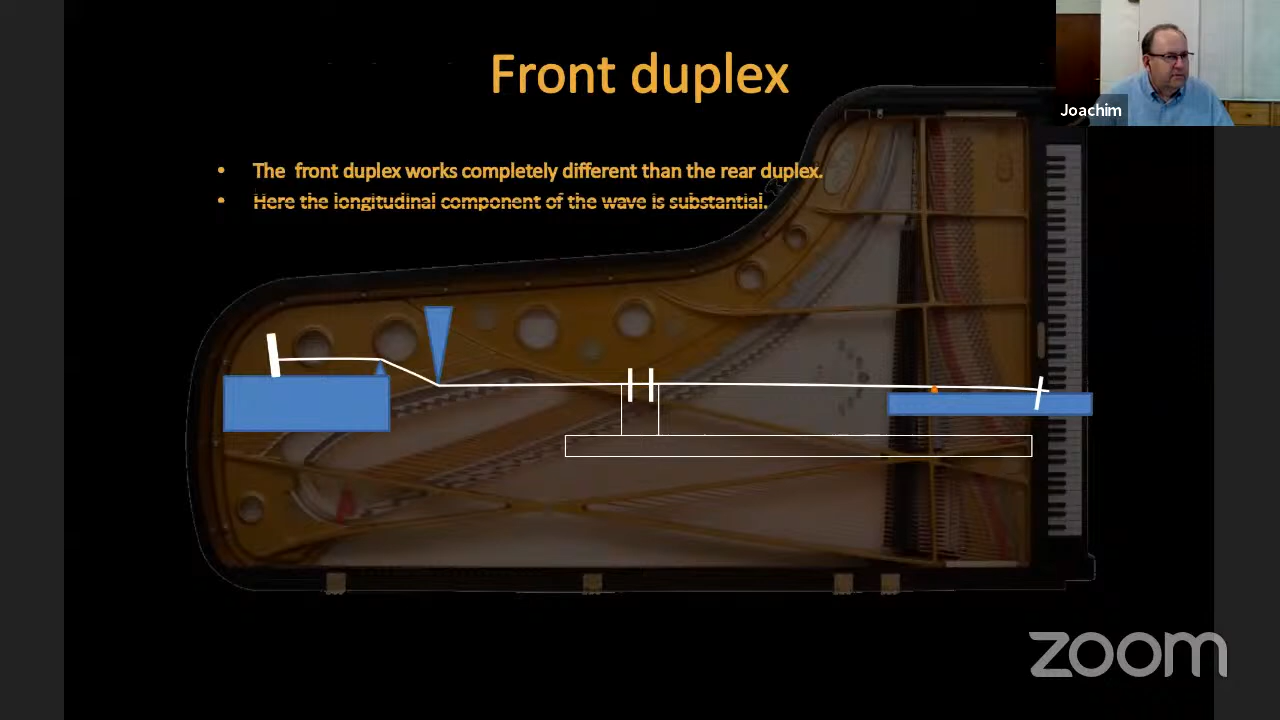 Front duplex
Joachim
• The front duplex works completely different than the rear duplex.
• Here the longitudinal component of the wave is substantial.
zoom